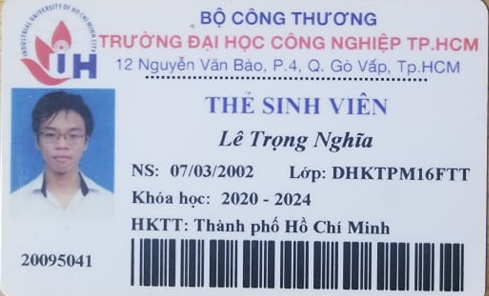 INDUSTRIAL UNIVERSITY OF HO CHI MINH CITY
IUH
BỘ CÔNG THƯƠNG
TRƯỜNG ĐẠI HỌC CÔNG NGHIỆP TP.HCM
12 Nguyễn Văn Bảo, P.4, Q. Gò Vấp, Tp.HCM
THẺ SINH VIÊN
Lê Trọng Nghĩa
NS: 07/03/2002 Lớp: DHKTPM16FTT
Khóa học: 2020 - 2024
HKTT: Thành phố Hồ Chí Minh
20095041